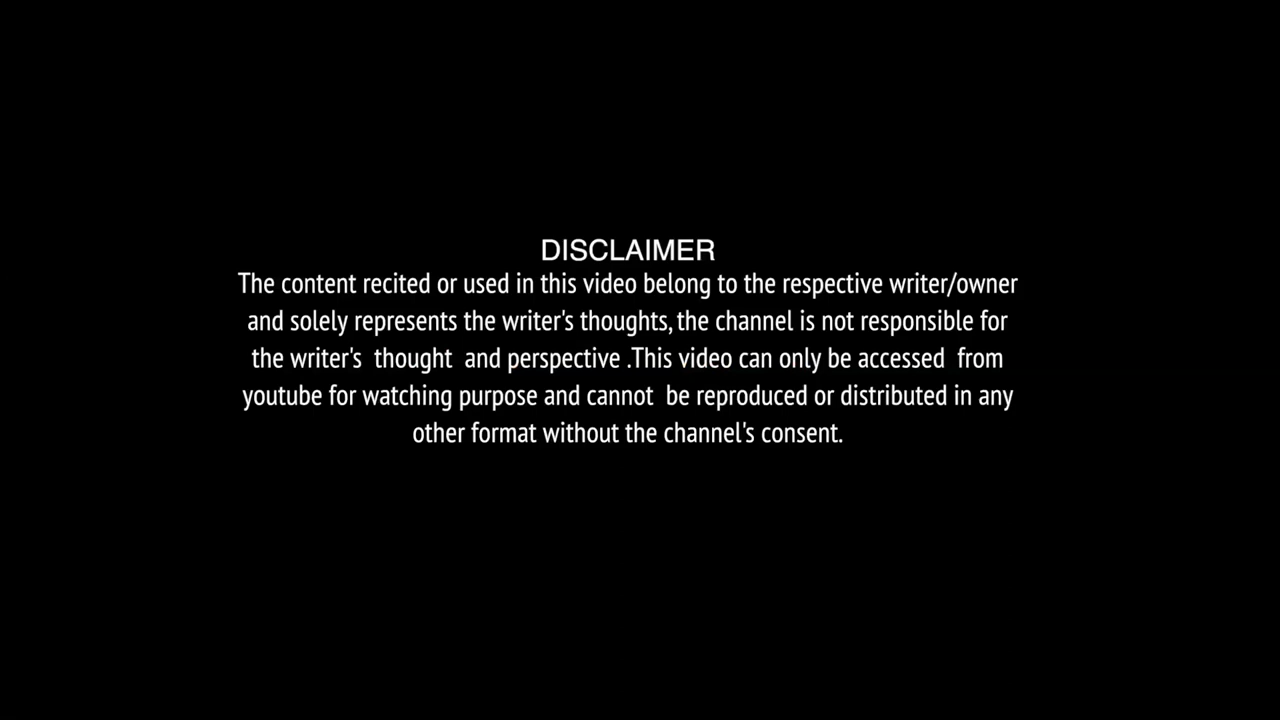 DISCLAIMER
The content recited or used in this video belong to the respective writer/owner
and solely represents the writer's thoughts, the channel is not responsible for
the writer's  thought  and perspective .This video can only be accessed  from
youtube for watching purpose and cannot  be reproduced or distributed in any
other format without the channel's consent.